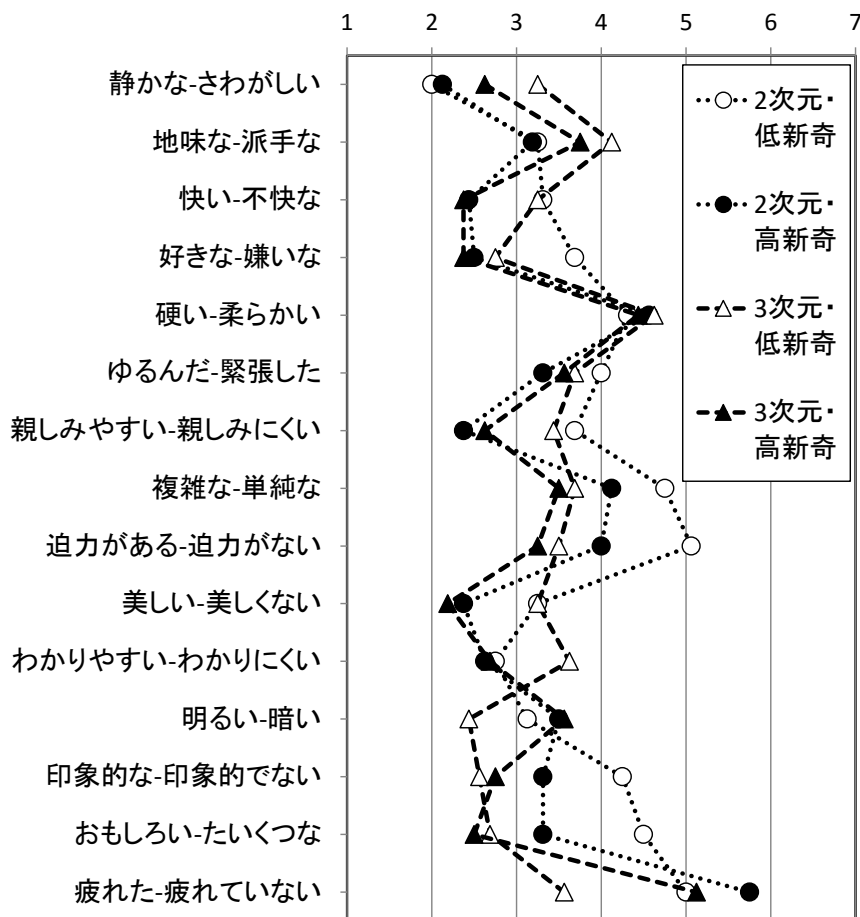 1 2 3 4 5 6 7
静かな-さわがしい
地味な-派手な
快い-不快な
好きな-嫌いな
硬い-柔らかい
ゆるんだ-緊張した
親しみやすい-親しみにくい
複雑な-単純な
迫力がある-迫力がない
美しい-美しくない
わかりやすい-わかりにくい
明るい-暗い
印象的な-印象的でない
おもしろい-たいくつな
疲れた-疲れていない
2次元・
低新奇
2次元・
高新奇
3次元・
低新奇
3次元・
高新奇